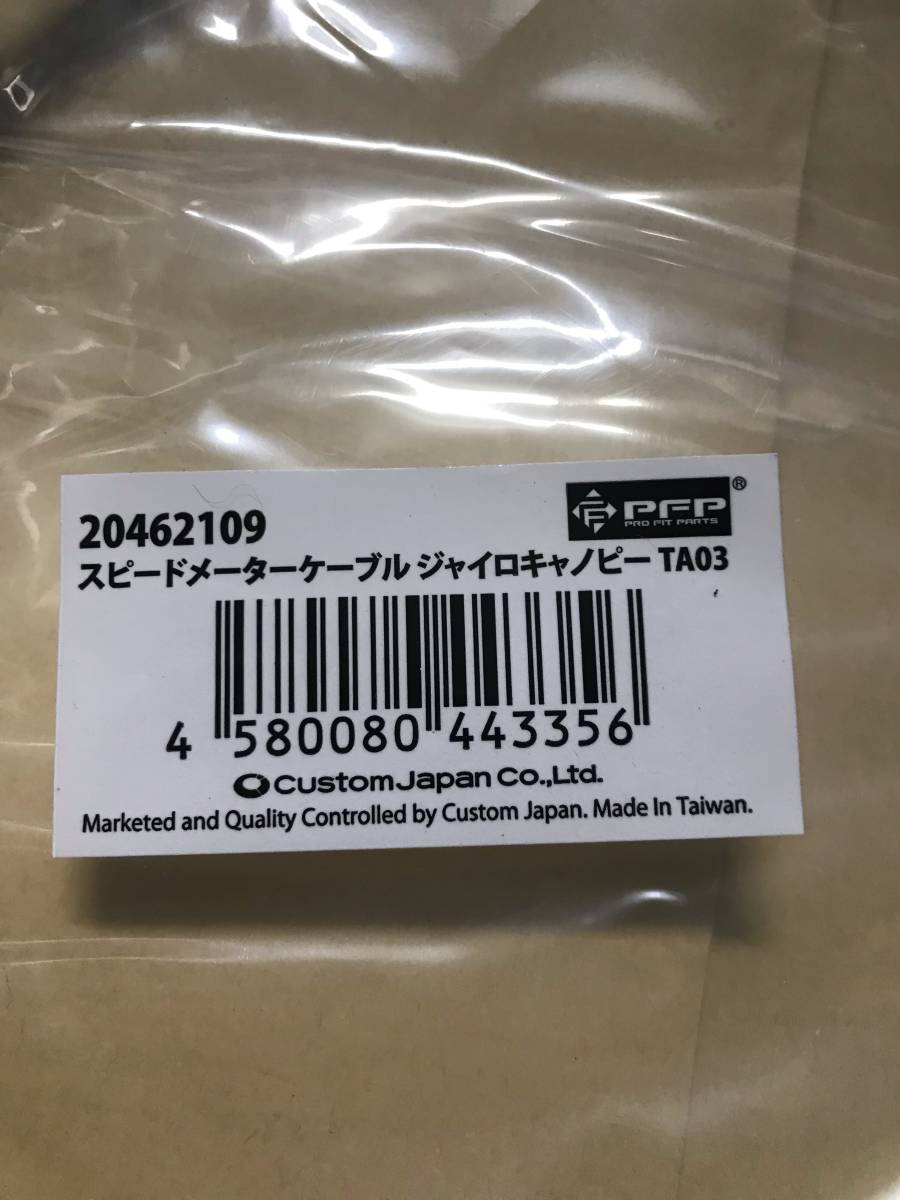 20462109
PFP®
PRO FIT PARTS
スピードメーターケーブル ジャイロキャノピー TA03
4 580080 443356
Custom Japan Co.,Ltd.
Marketed and Quality Controlled by Custom Japan. Made In Taiwan.